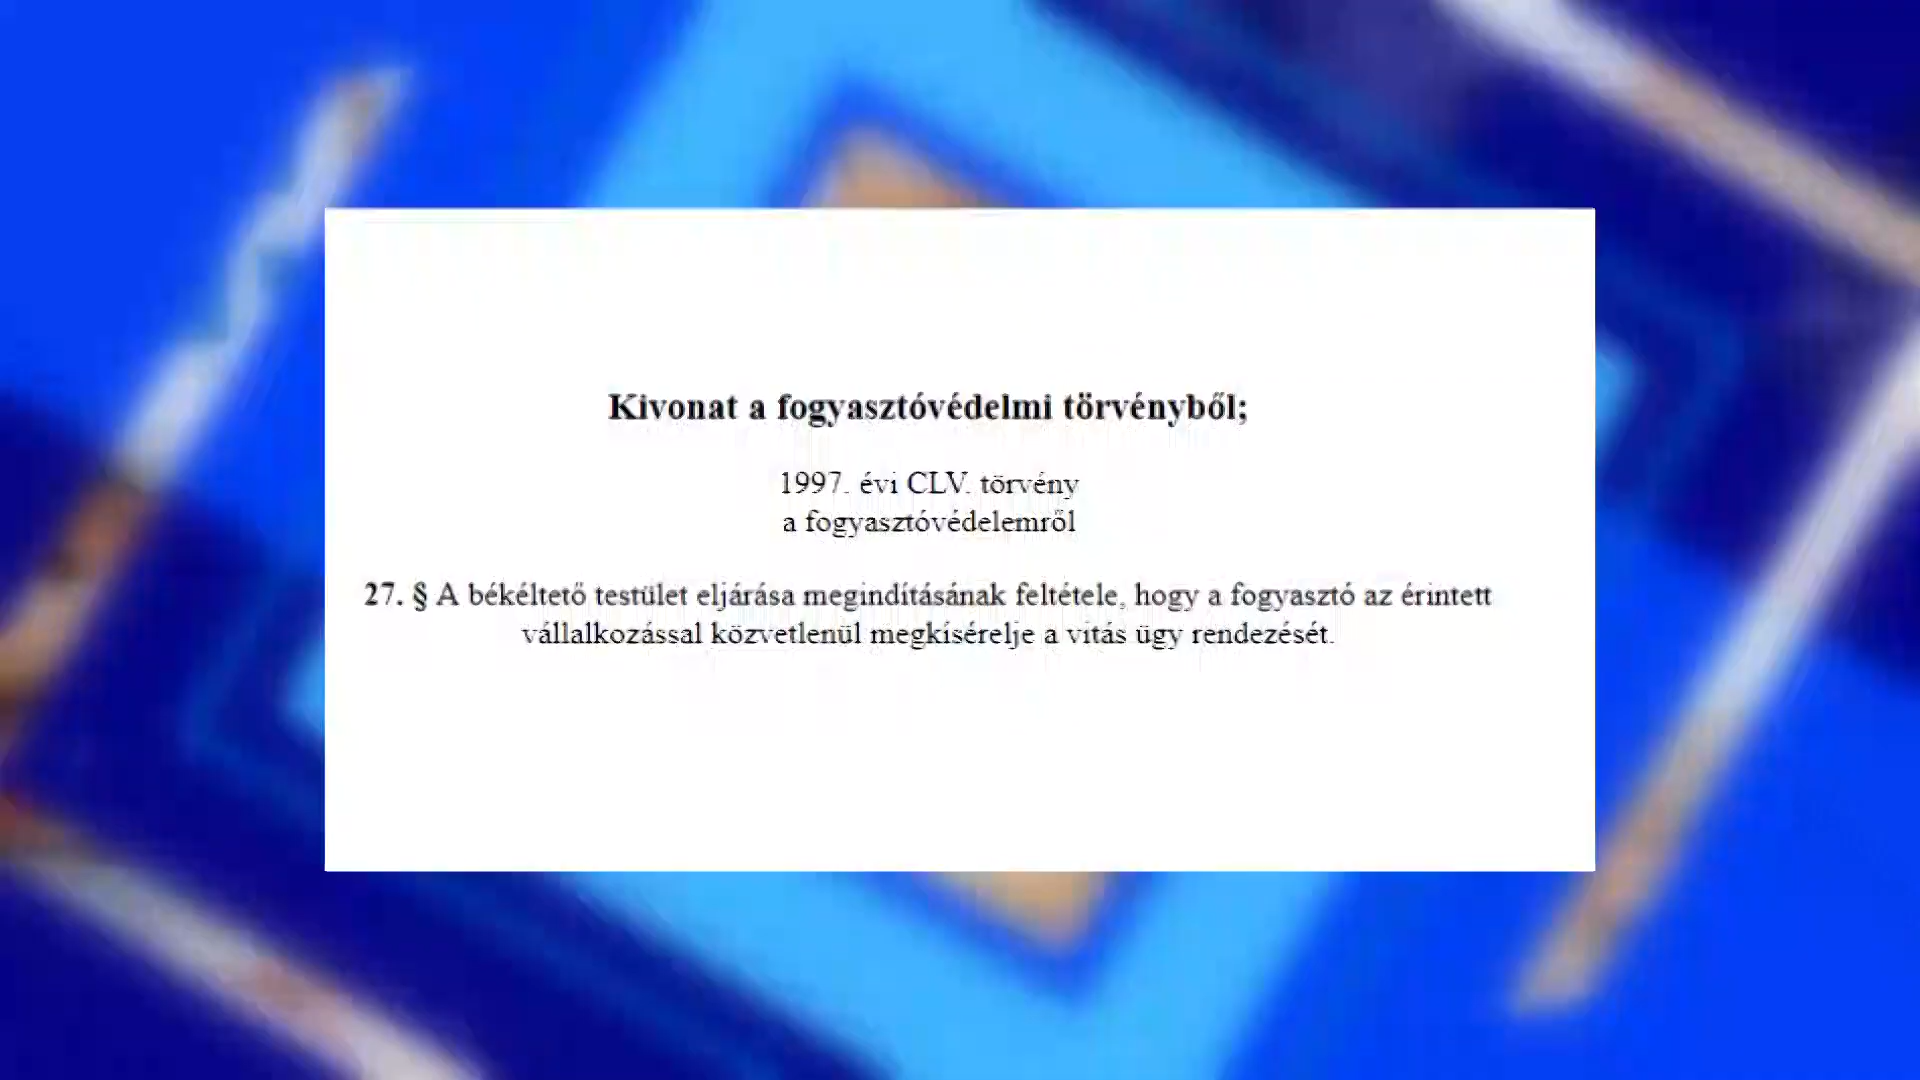 Kivonat a fogyasztóvédelmi törvényből;
1997. évi CLV. törvény
a fogyasztóvédelemről
27. § A békéltető testület eljárása megindításának feltétele, hogy a fogyasztó az érintett
vállalkozással közvetlenül megkísérelje a vitás ügy rendezését.